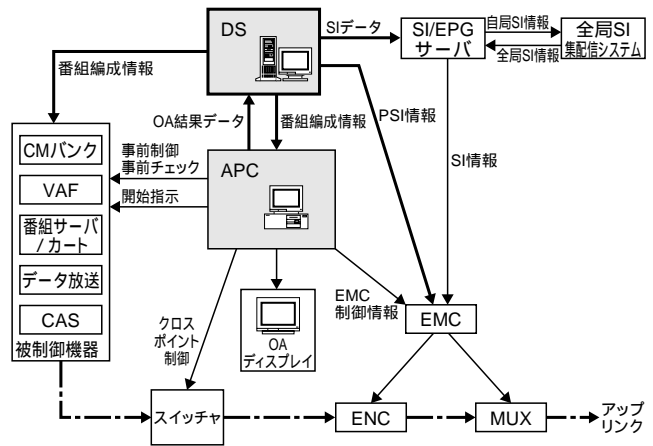 DS
SIデータ
SI/EPG
サーバ
自局SI情報
全局SI情報
全局SI
集配信システム
番組編成情報
OA結果データ
番組編成情報
PSI情報
SI情報
CMバンク
VAF
番組サーバ
/カート
データ放送
CAS
被制御機器
事前制御
事前チェック
開始指示
APC
クロス
ポイント
制御
OA
ディスプレイ
EMC
制御情報
EMC
スイッチャ
ENC
MUX
アップ
リンク